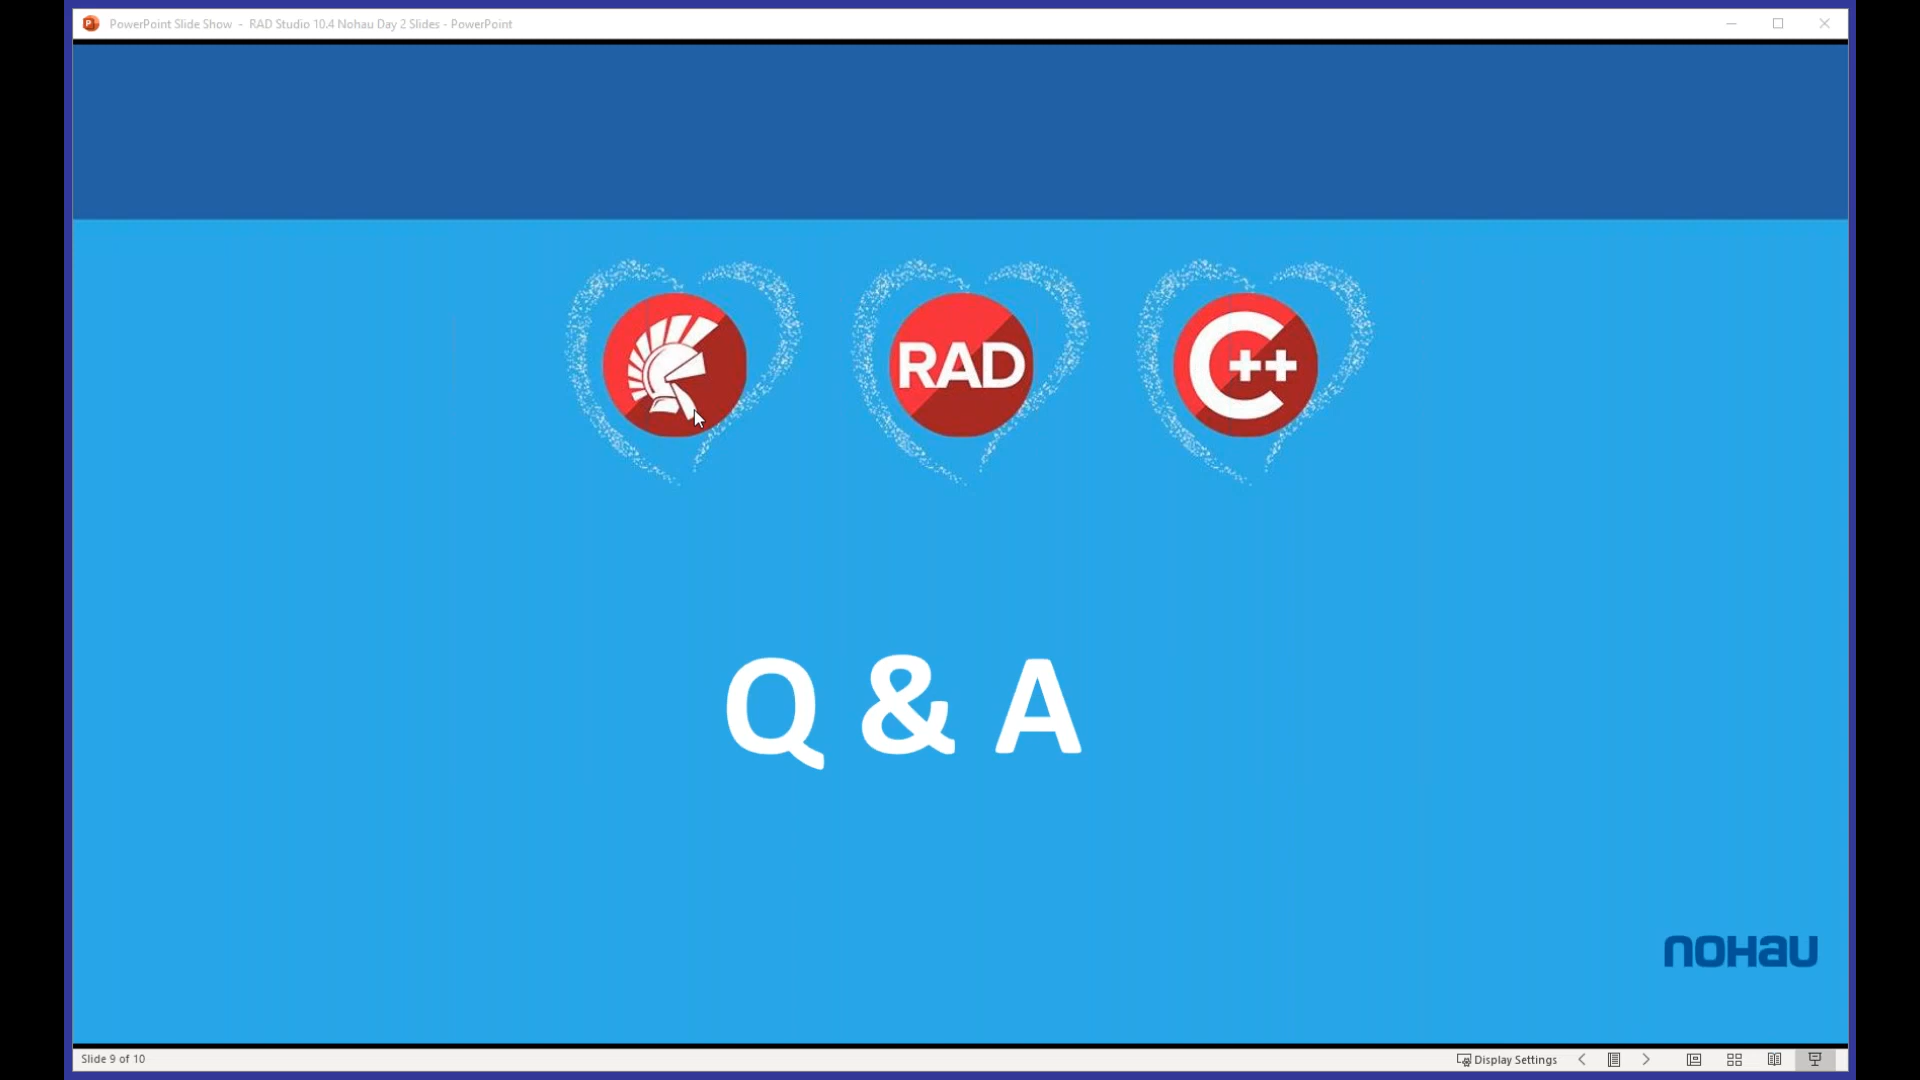 PowerPoint Slide Show - RAD Studio 10.4 Nohau Day 2 Slides - PowerPoint
RAD
C++
Q & A
noHau
Slide 9 of 10
Display Settings